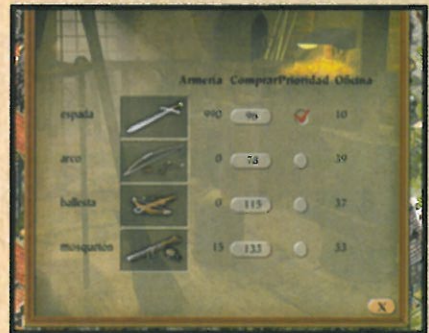 Armería Comprar Prioridad Oficina
espada 990 96 10
arco 0 78 39
ballesta 0 115 37
mosquetón 15 133 33
X